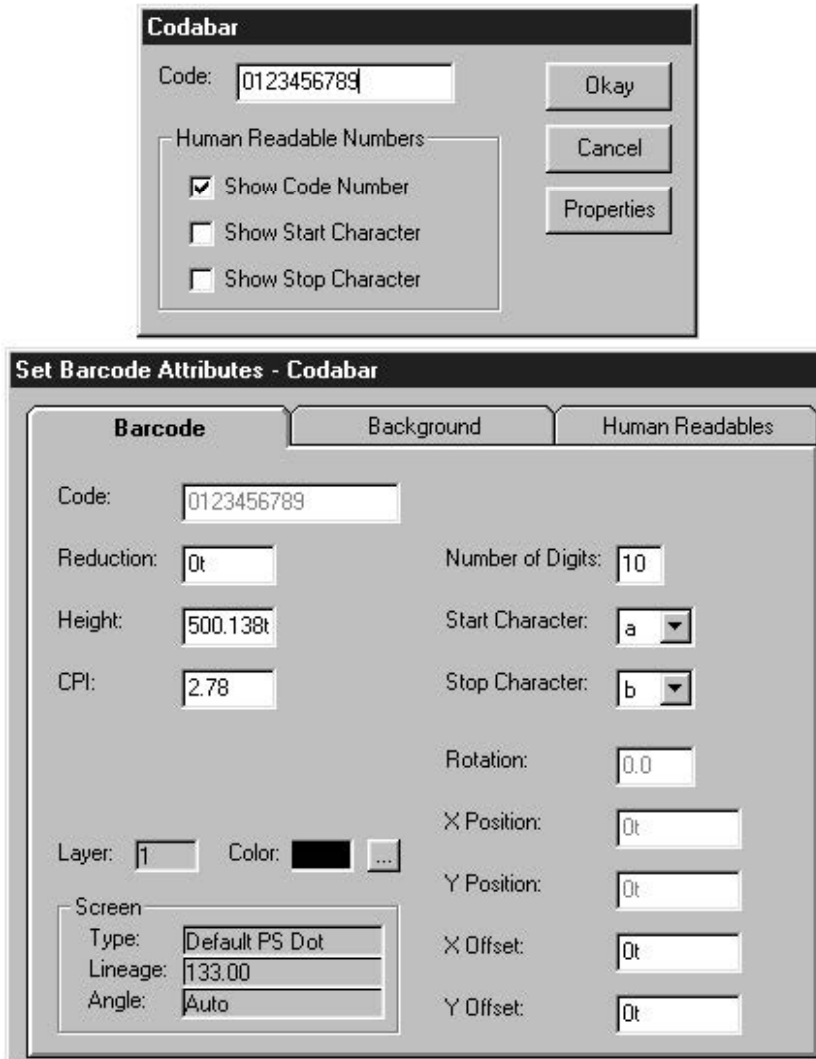 Codabar
Code: 0123456789
Okay
Human Readable Numbers
Cancel
Show Code Number
Properties
Show Start Character
Show Stop Character
Set Barcode Attributes - Codabar
Barcode Background Human Readables
Code: 0123456789
Reduction: 0t Number of Digits: 10
Height: 500.138t Start Character: a
CPI: 2.78 Stop Character: b
Rotation: 0.0
X Position: 0t
Layer: 1 Color: ...
Y Position: 0t
Screen
Type: Default PS Dot
X Offset: 0t
Lineage: 133.00
Angle: Auto
Y Offset: 0t